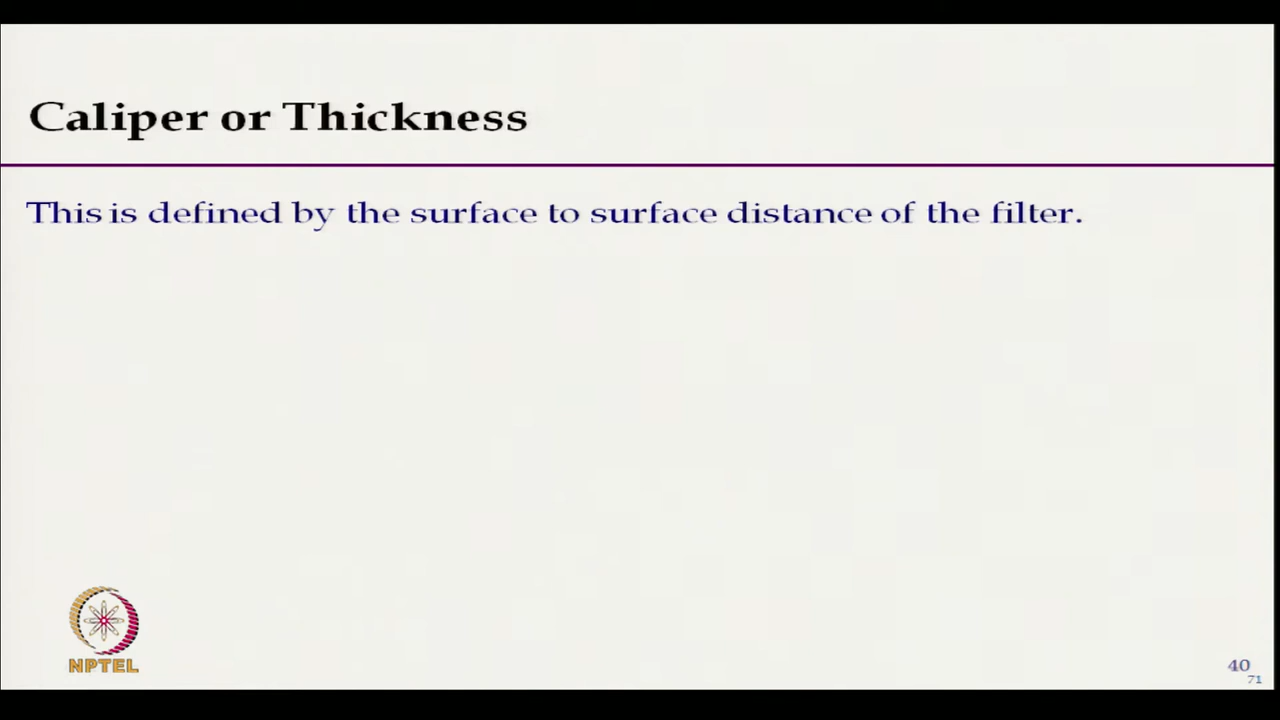 Caliper or Thickness
This is defined by the surface to surface distance of the filter.
NPTEL
40
71